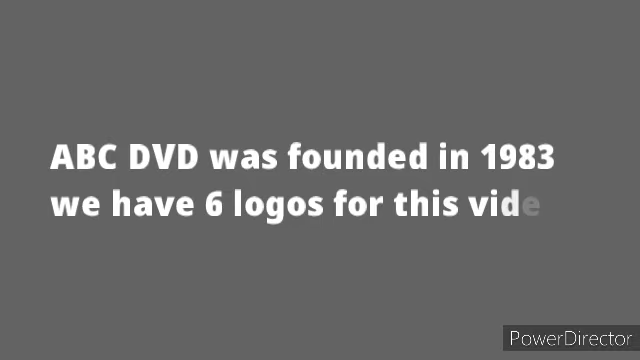 ABC DVD was founded in 1983
we have 6 logos for this vide
PowerDirector